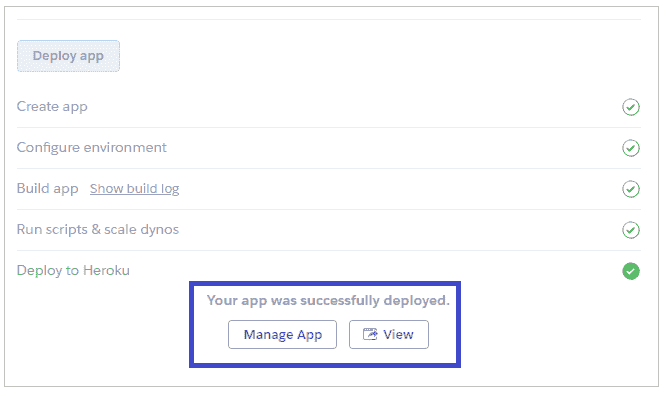 Deploy app
Create app
Configure environment
Build app Show build log
Run scripts & scale dynos
Deploy to Heroku
Your app was successfully deployed.
Manage App View